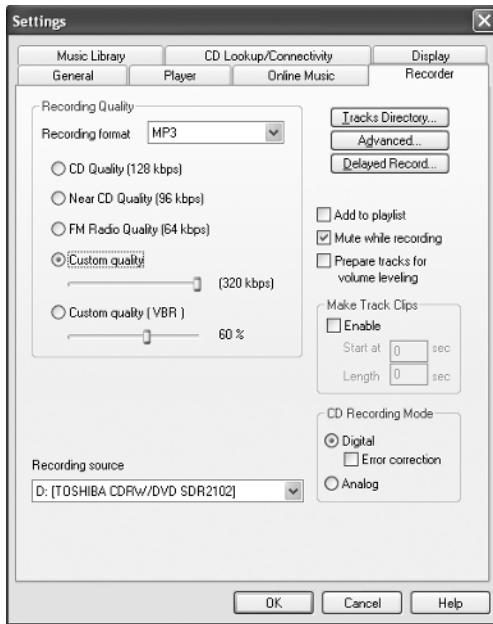 Settings
Music Library CD Lookup/Connectivity Display
General Player Online Music Recorder
Recording Quality
Recording format MP3
CD Quality (128 kbps)
Near CD Quality (96 kbps)
FM Radio Quality (64 kbps)
Custom quality
(320 kbps)
Custom quality ( VBR )
60 %
Recording source
D: [TOSHIBA CDRW/DVD SDR2102]
Tracks Directory...
Advanced...
Delayed Record...
Add to playlist
Mute while recording
Prepare tracks for
volume leveling
Make Track Clips
Enable
Start at 0 sec
Length 0 sec
CD Recording Mode
Digital
Error correction
Analog
OK Cancel Help